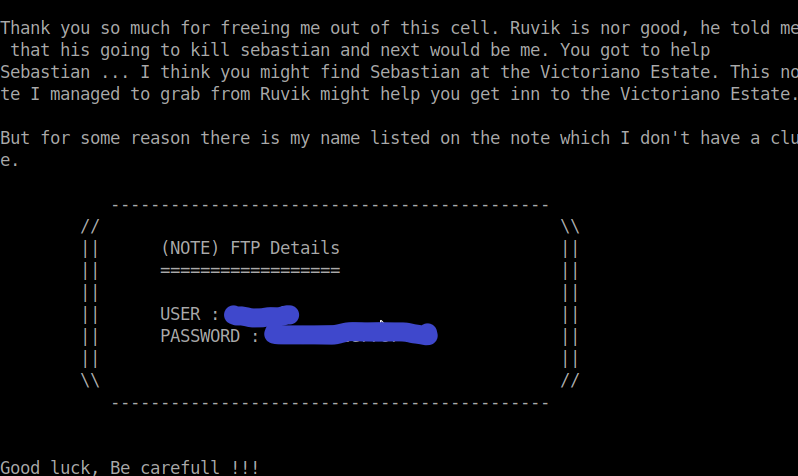 Thank you so much for freeing me out of this cell. Ruvik is nor good, he told me
that his going to kill sebastian and next would be me. You got to help
Sebastian ... I think you might find Sebastian at the Victoriano Estate. This no
te I managed to grab from Ruvik might help you get inn to the Victoriano Estate.
But for some reason there is my name listed on the note which I don't have a clu
e.
--------------------------------------------
// \\
|| (NOTE) FTP Details ||
|| ================== ||
|| ||
|| USER : ||
|| PASSWORD : ||
|| ||
\\ //
--------------------------------------------
Good luck, Be carefull !!!